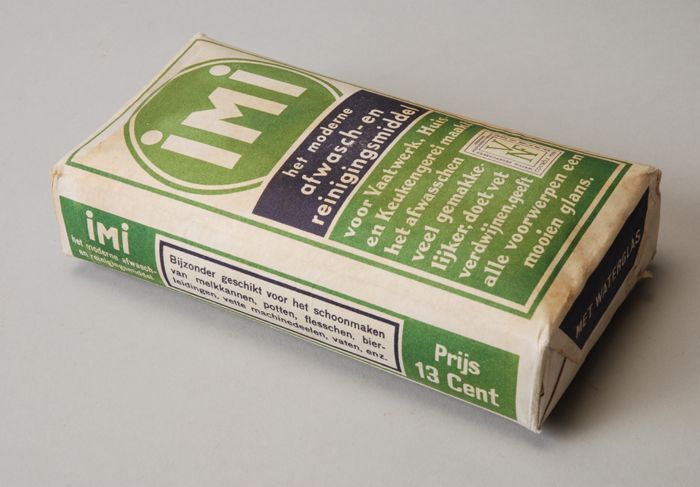 iMi
het moderne
afwasch- en
reinigingsmiddel
voor Vaatwerk, Huis-
en Keukengerei maakt
het afwasschen
veel gemakke-
lijker, doet vet
verdwijnen, geeft
alle voorwerpen een
mooien glans.
iMi
het moderne afwasch-
en reinigingsmiddel
Bijzonder geschikt voor het schoonmaken
van melkkannen, potten, flesschen, bier-
leidingen, vette machinedeelen, vaten, enz.
Prijs
13 Cent
MET WATERGLAS